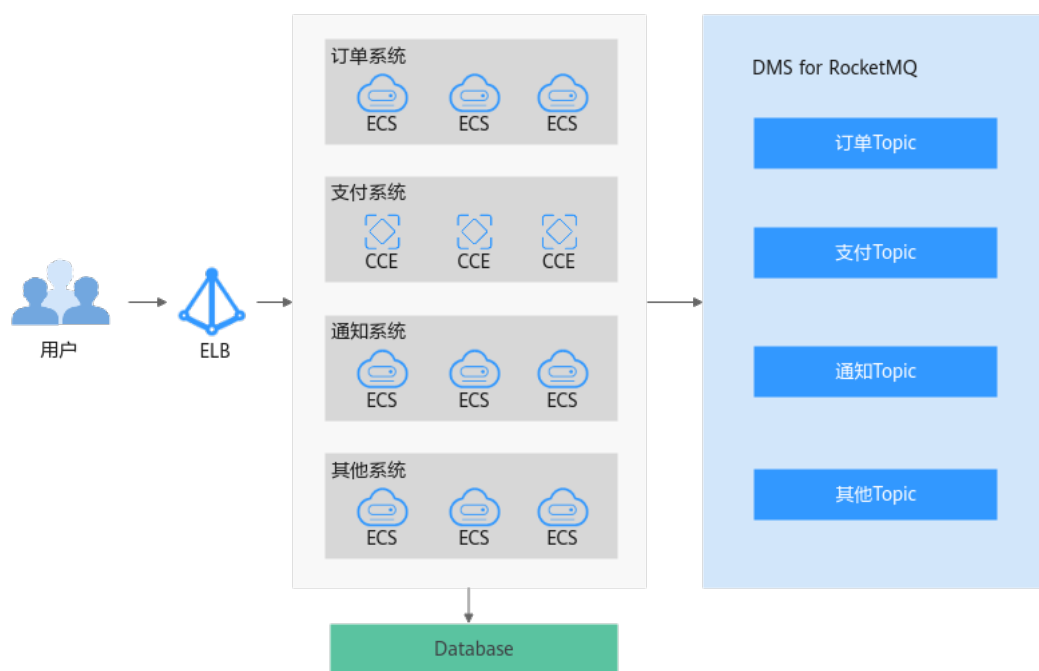 订单系统
ECS ECS ECS
支付系统
CCE CCE CCE
通知系统
ECS ECS ECS
其他系统
ECS ECS ECS
用户
ELB
Database
DMS for RocketMQ
订单Topic
支付Topic
通知Topic
其他Topic